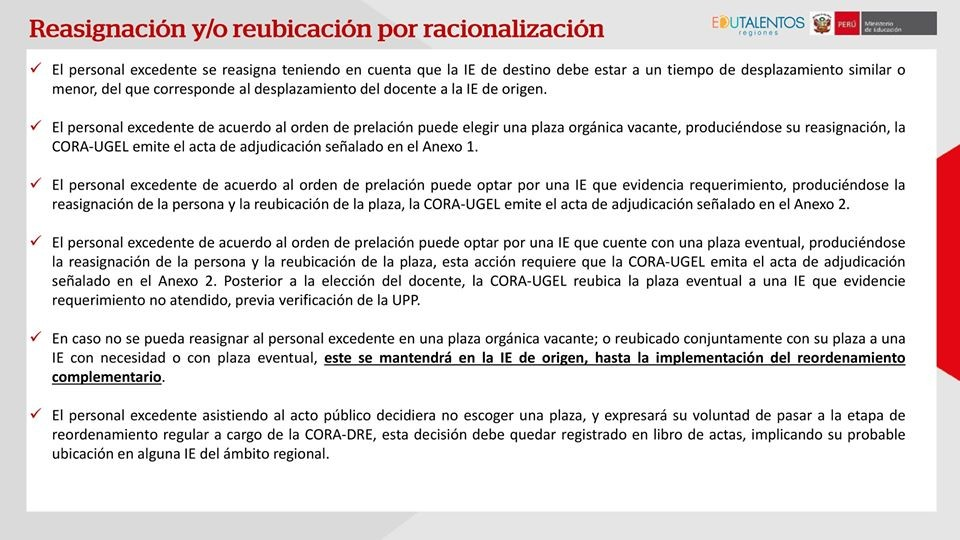 Reasignación y/o reubicación por racionalización
EDUTALENTOS
regiones
PERÚ
Ministerio
de Educación
✓ El personal excedente se reasigna teniendo en cuenta que la IE de destino debe estar a un tiempo de desplazamiento similar o
menor, del que corresponde al desplazamiento del docente a la IE de origen.
✓ El personal excedente de acuerdo al orden de prelación puede elegir una plaza orgánica vacante, produciéndose su reasignación, la
CORA-UGEL emite el acta de adjudicación señalado en el Anexo 1.
✓ El personal excedente de acuerdo al orden de prelación puede optar por una IE que evidencia requerimiento, produciéndose la
reasignación de la persona y la reubicación de la plaza, la CORA-UGEL emite el acta de adjudicación señalado en el Anexo 2.
✓ El personal excedente de acuerdo al orden de prelación puede optar por una IE que cuente con una plaza eventual, produciéndose
la reasignación de la persona y la reubicación de la plaza, esta acción requiere que la CORA-UGEL emita el acta de adjudicación
señalado en el Anexo 2. Posterior a la elección del docente, la CORA-UGEL reubica la plaza eventual a una IE que evidencie
requerimiento no atendido, previa verificación de la UPP.
✓ En caso no se pueda reasignar al personal excedente en una plaza orgánica vacante; o reubicado conjuntamente con su plaza a una
IE con necesidad o con plaza eventual, este se mantendrá en la IE de origen, hasta la implementación del reordenamiento
complementario.
✓ El personal excedente asistiendo al acto público decidiera no escoger una plaza, y expresará su voluntad de pasar a la etapa de
reordenamiento regular a cargo de la CORA-DRE, esta decisión debe quedar registrado en libro de actas, implicando su probable
ubicación en alguna IE del ámbito regional.